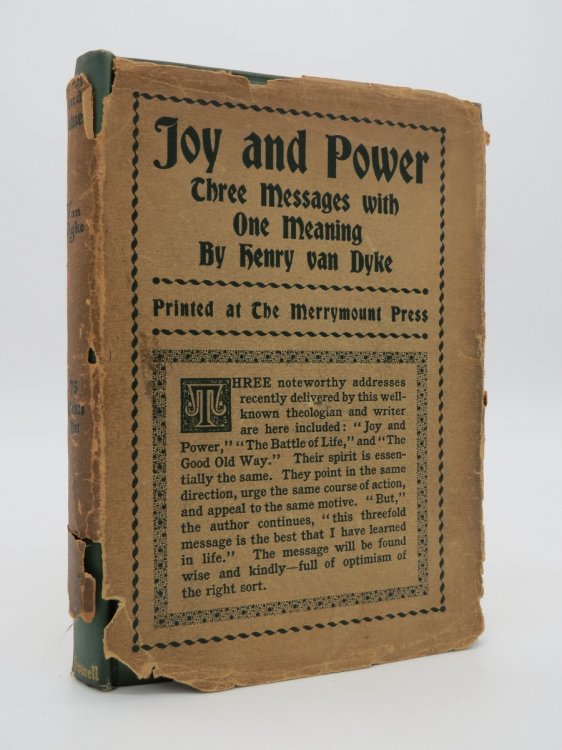 Joy and Power
Three Messages with
One Meaning
By Henry van Dyke
Printed at The Merrymount Press
THREE noteworthy addresses
recently delivered by this well-
known theologian and writer
are here included: "Joy and
Power," "The Battle of Life," and "The
Good Old Way." Their spirit is essen-
tially the same. They point in the same
direction, urge the same course of action,
and appeal to the same motive. "But,"
the author continues, "this threefold
message is the best that I have learned
in life." The message will be found
wise and kindly—full of optimism of
the right sort.
Van
Dyke
75